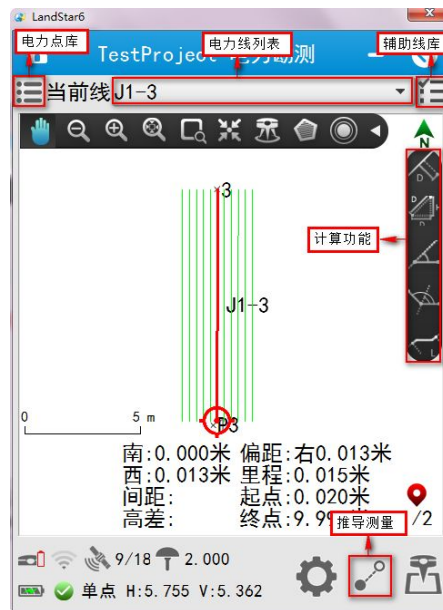 LandStar6
电力点库
电力线列表
辅助线库
TestProject
当前线 J1-3
N
3
D
D
计算功能
J1-3
L
0 5 m
P3
南:0.000米 偏距:右0.013米
西:0.013米 里程:0.015米
间距: 起点:0.020米
高差: 终点:9.99
推导测量
/2
9/18 2.000
单点 H:5.755 V:5.362